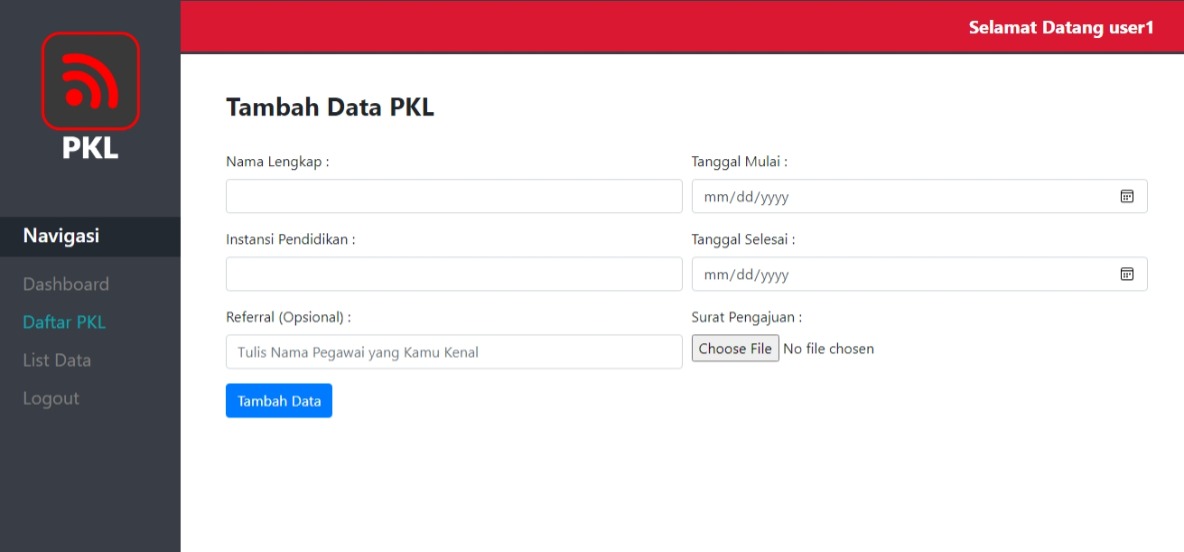 Selamat Datang user1
PKL
Navigasi
Dashboard
Daftar PKL
List Data
Logout
Tambah Data PKL
Nama Lengkap :
Tanggal Mulai :
mm/dd/yyyy
Instansi Pendidikan :
Tanggal Selesai :
mm/dd/yyyy
Referral (Opsional) :
Surat Pengajuan :
Tulis Nama Pegawai yang Kamu Kenal
Choose File No file chosen
Tambah Data